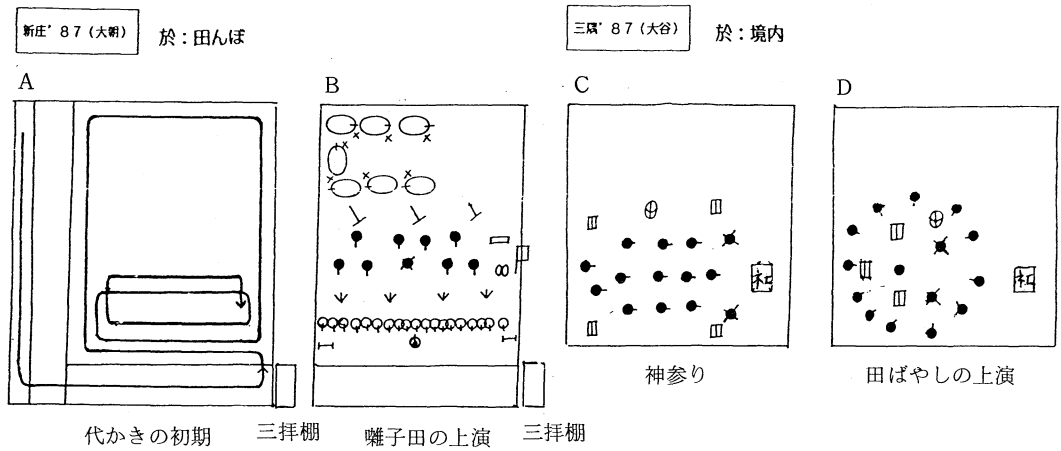 新庄'87(大朝)
於:田んぼ
三隅'87(大谷)
於:境内
A
B
C
D
社
社
神参り
田ばやしの上演
代かきの初期
三拝棚
囃子田の上演
三拝棚